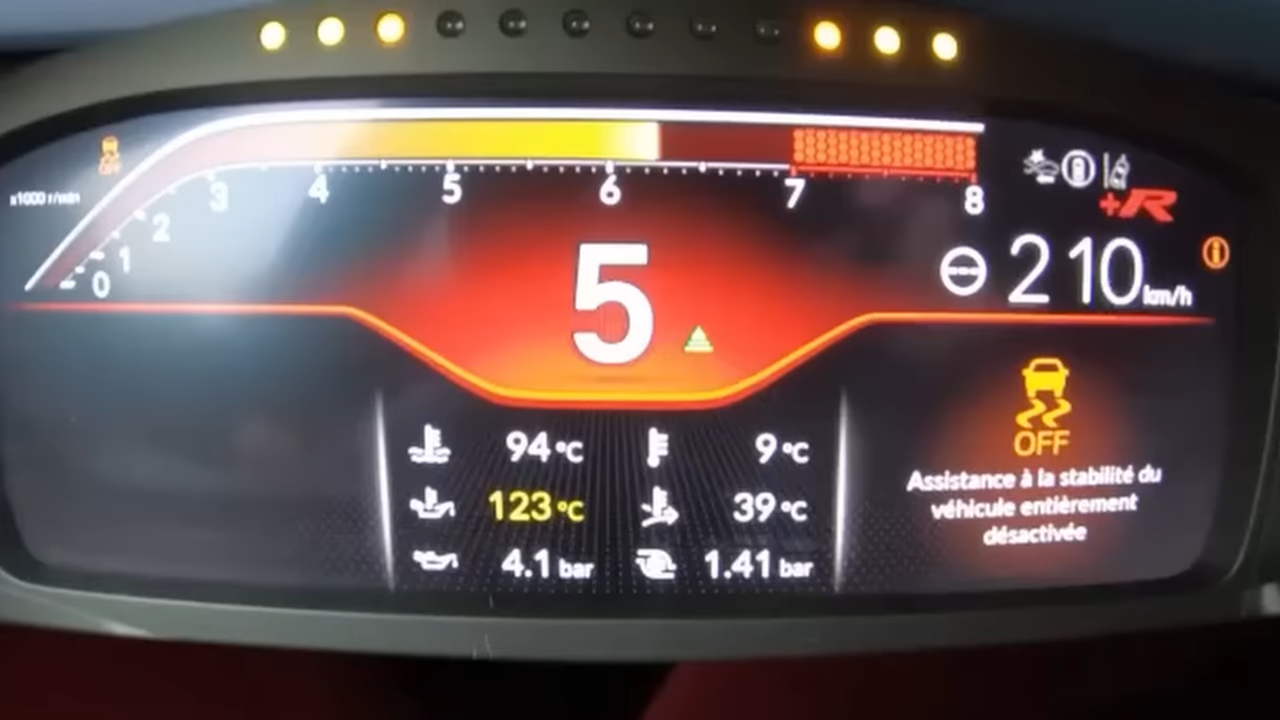 OFF
x1000 r/min
0 1 2 3 4 5 6 7 8
+R
5
210 km/h
94 °C 9 °C
123 °C 39 °C
4.1 bar 1.41 bar
OFF
Assistance à la stabilité du
véhicule entièrement
désactivée